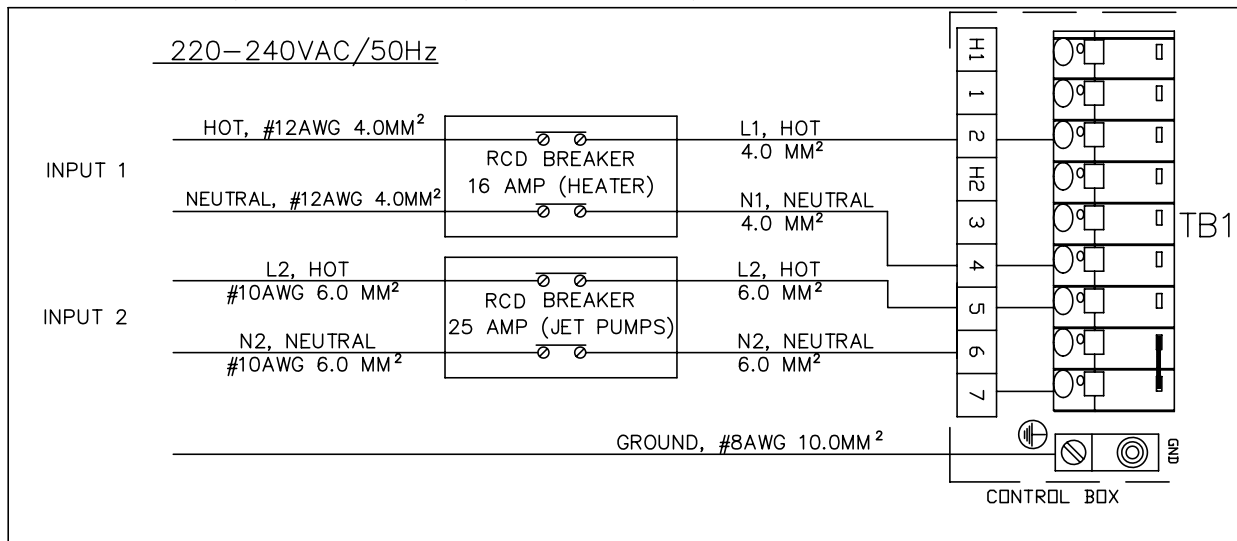 220-240VAC/50Hz
INPUT 1
HOT, #12AWG 4.0MM²
NEUTRAL, #12AWG 4.0MM²
RCD BREAKER
16 AMP (HEATER)
L1, HOT
4.0 MM²
N1, NEUTRAL
4.0 MM²
INPUT 2
L2, HOT
#10AWG 6.0 MM²
N2, NEUTRAL
#10AWG 6.0 MM²
RCD BREAKER
25 AMP (JET PUMPS)
L2, HOT
6.0 MM²
N2, NEUTRAL
6.0 MM²
GROUND, #8AWG 10.0MM²
H1
1
2
H2
3
4
5
6
7
TB1
GND
CONTROL BOX